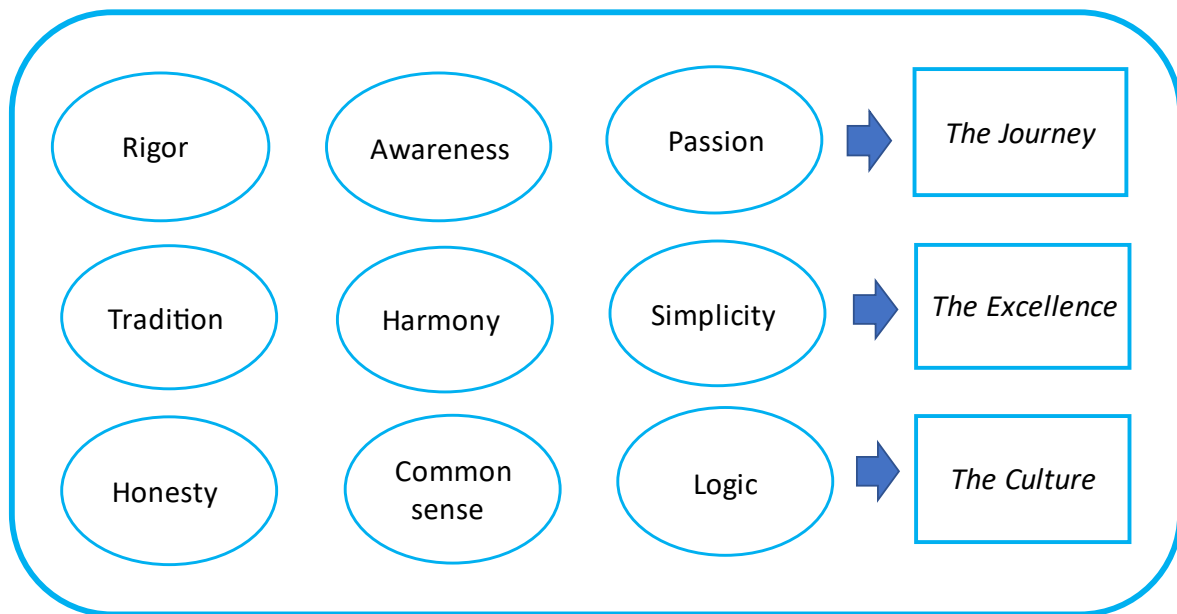 Rigor
Awareness
Passion
The Journey
Tradition
Harmony
Simplicity
The Excellence
Honesty
Common
sense
Logic
The Culture